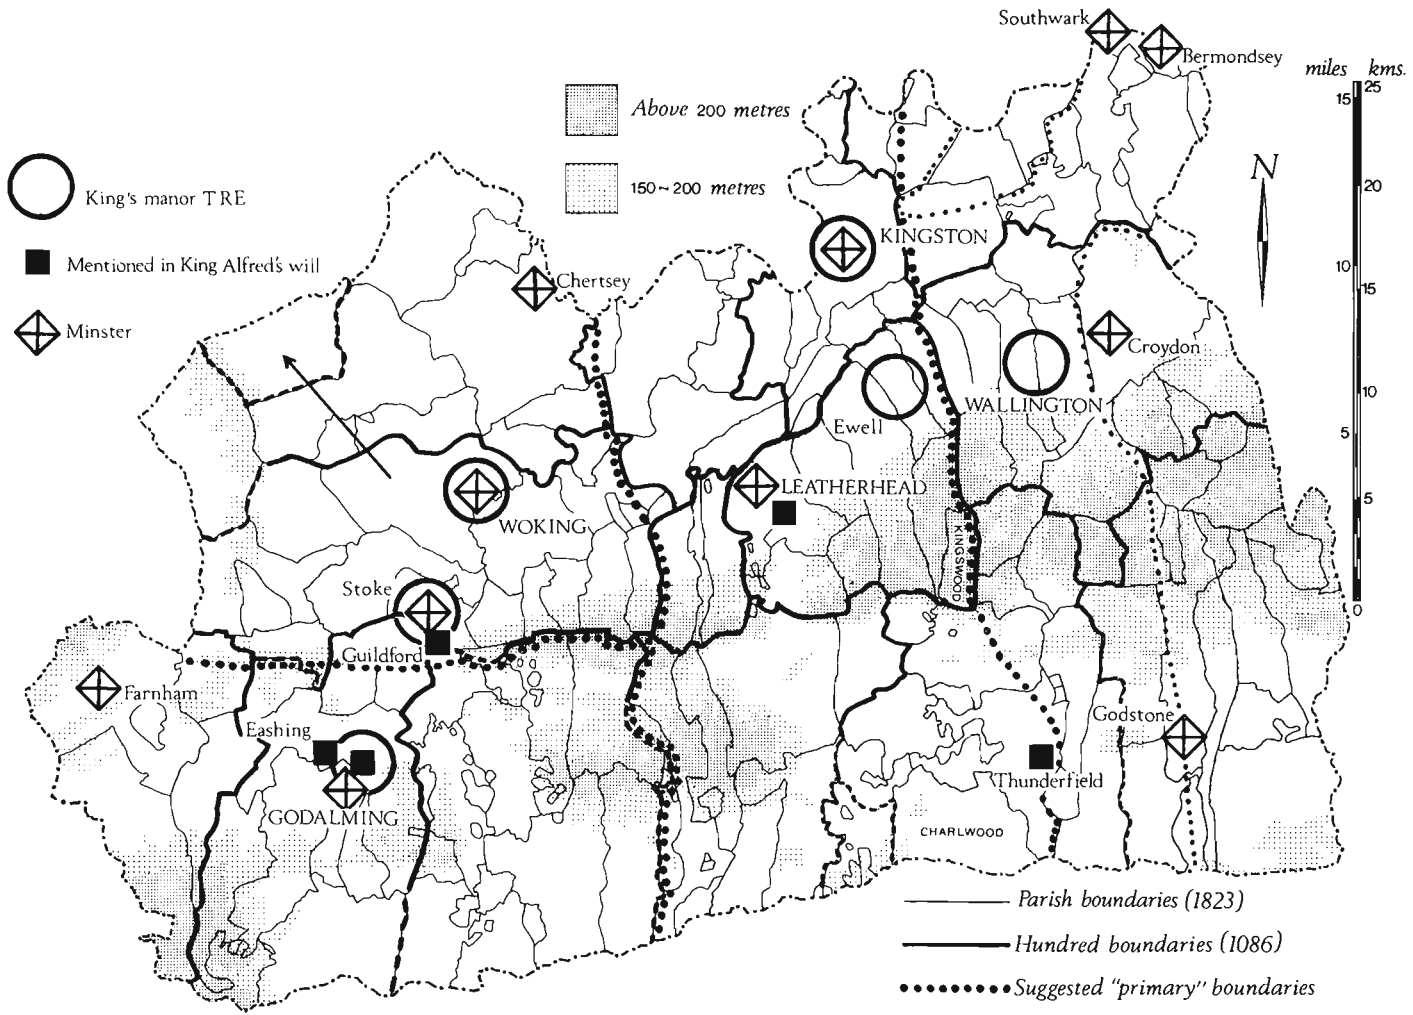 Southwark
Bermondsey
miles kms.
25
15
20
10
15
10
5
5
0
N
Above 200 metres
150~200 metres
King's manor TRE
Mentioned in King Alfred's will
Minster
KINGSTON
Chertsey
Croydon
WALLINGTON
Ewell
LEATHERHEAD
WOKING
KINGSWOOD
Stoke
Guildford
Farnham
Eashing
GODALMING
Godstone
Thunderfield
CHARLWOOD
Parish boundaries (1823)
Hundred boundaries (1086)
Suggested "primary" boundaries